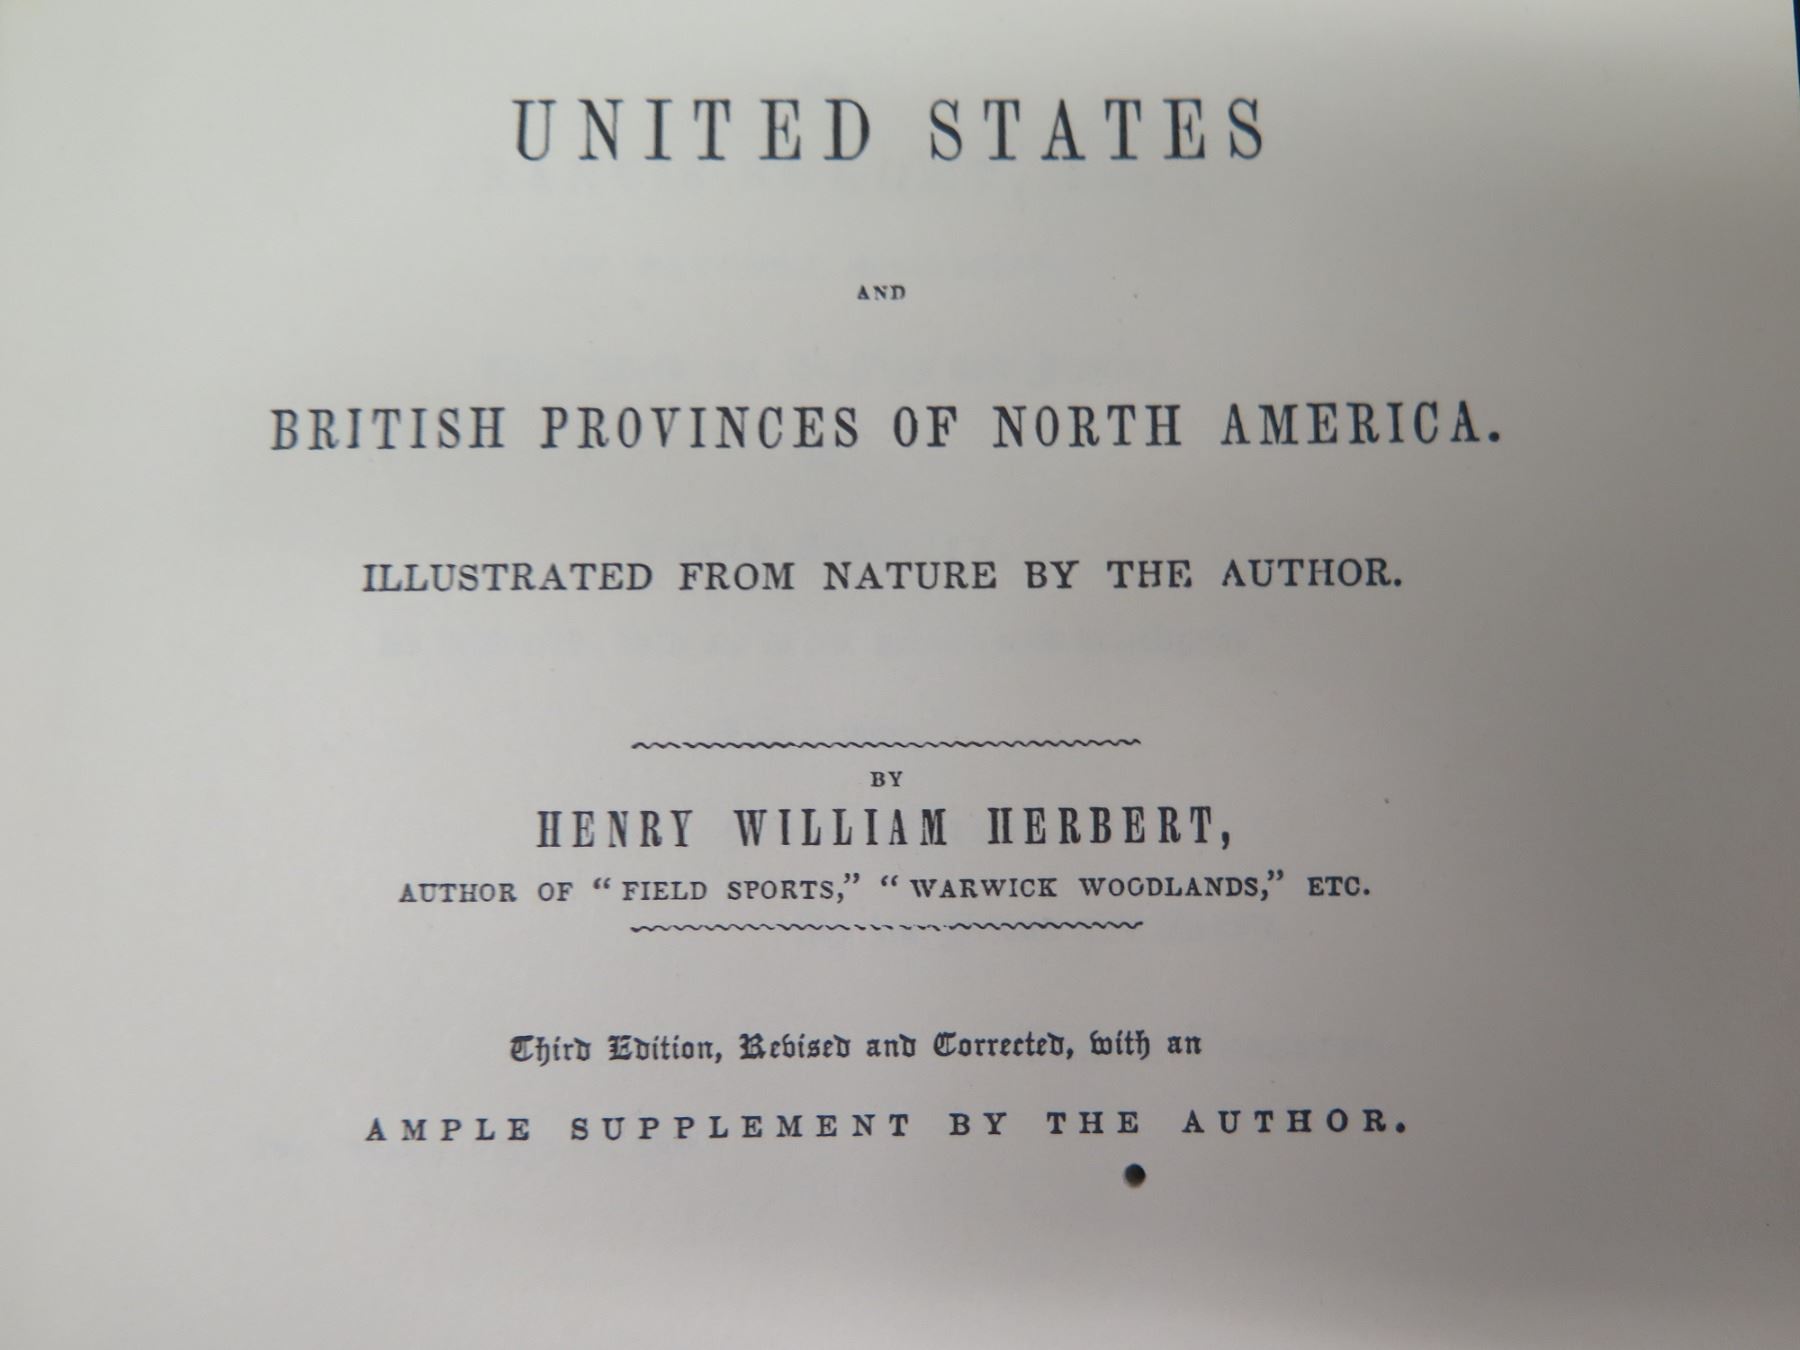 UNITED STATES
AND
BRITISH PROVINCES OF NORTH AMERICA.
ILLUSTRATED FROM NATURE BY THE AUTHOR.
BY
HENRY WILLIAM HERBERT,
AUTHOR OF “FIELD SPORTS,” “WARWICK WOODLANDS,” ETC.
Third Edition, Revised and Corrected, with an
AMPLE SUPPLEMENT BY THE AUTHOR.